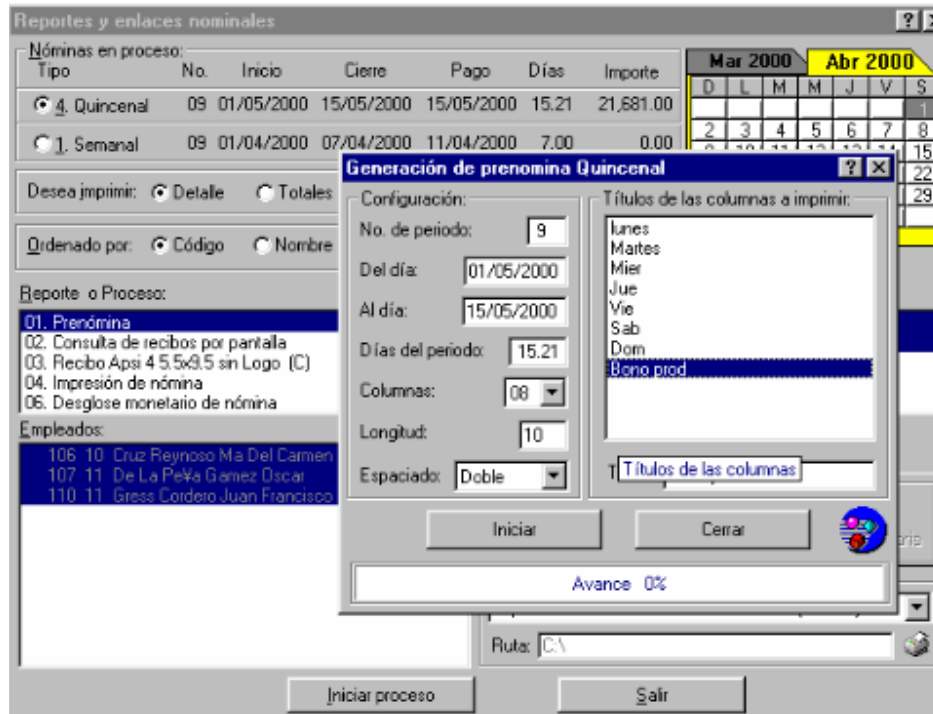 Reportes y enlaces nominales
Nóminas en proceso:
Tipo No. Inicio Cierre Pago Días Importe
4. Quincenal 09 01/05/2000 15/05/2000 15/05/2000 15.21 21,681.00
1. Semanal 09 01/04/2000 07/04/2000 11/04/2000 7.00 0.00
Mar 2000 Abr 2000
D L M M J V S
1
2 3 4 5 6 7 8
15
22
29
Desea imprimir: Detalle Totales
Ordenado por: Código Nombre
Reporte o Proceso:
01. Prenómina
02. Consulta de recibos por pantalla
03. Recibo Apsi 4 5.5x9.5 sin Logo (C)
04. Impresión de nómina
06. Desglose monetario de nómina
Empleados:
106 10 Cruz Reynoso Ma Del Carmen
107 11 De La Pe¥a Gamez Oscar
110 11 Gress Cordero Juan Francisco
Generación de prenomina Quincenal
Configuración:
No. de periodo: 9
Del día: 01/05/2000
Al día: 15/05/2000
Días del periodo: 15.21
Columnas: 08
Longitud: 10
Espaciado: Doble
Títulos de las columnas a imprimir:
lunes
Martes
Mier
Jue
Vie
Sab
Dom
Bono prod
Títulos de las columnas
Iniciar Cerrar
Avance 0%
Ruta: C:\
Iniciar proceso Salir